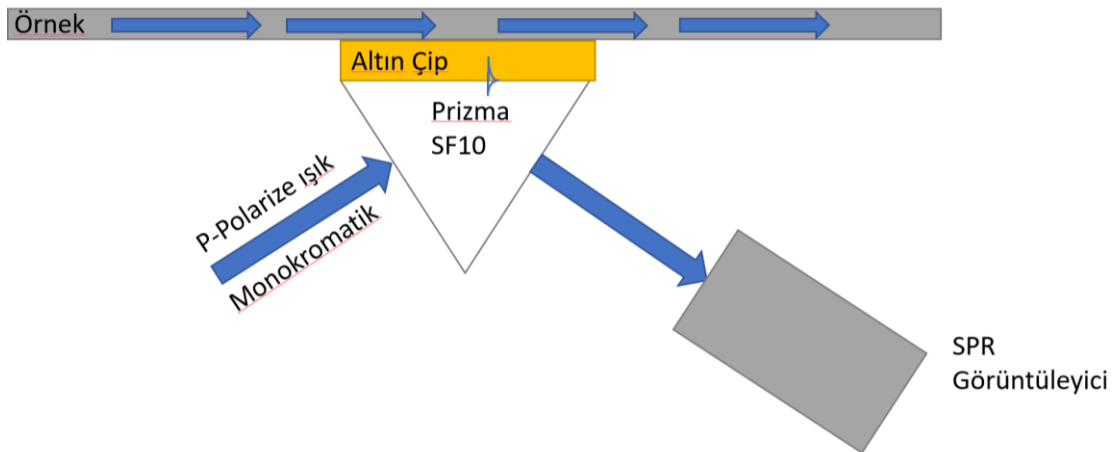 Örnek
Altın Çip
Prizma
SF10
P-Polarize ışık
Monokromatik
SPR
Görüntüleyici